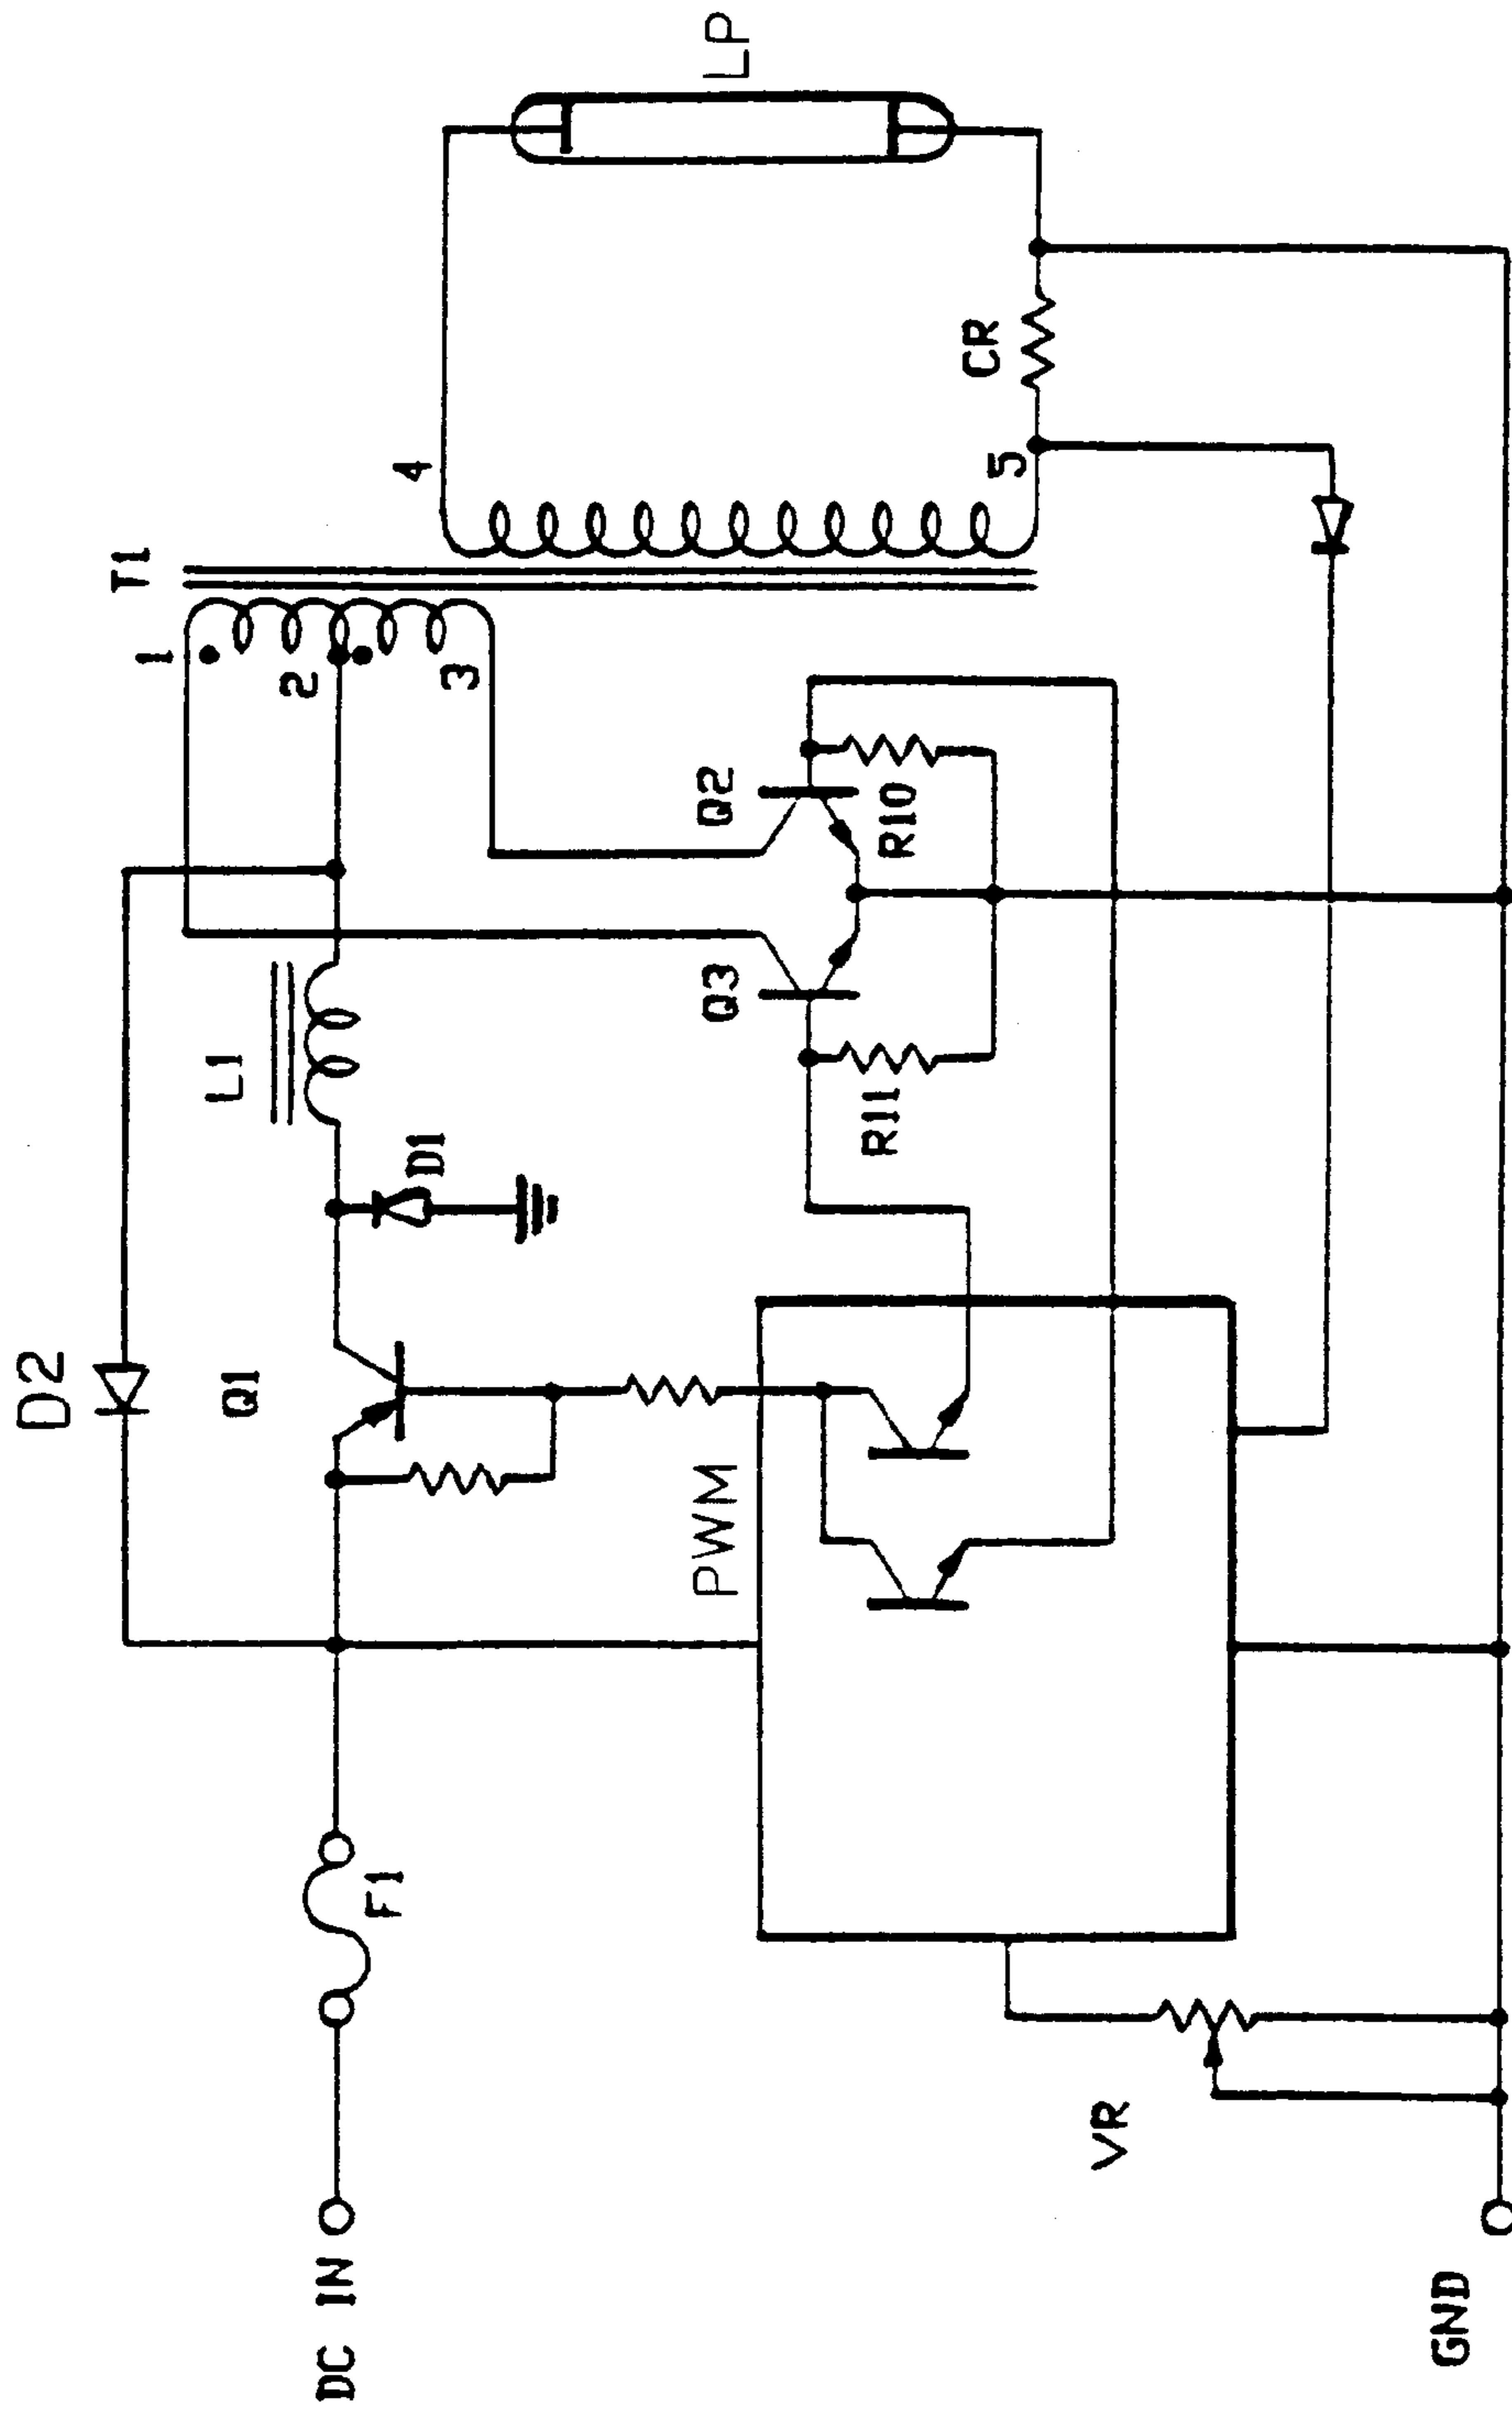 D2
T1
1
4
L1
LP
Q1
2
D1
3
F1
DC IN
Q2
Q3
PWM
CR
5
R10
R11
VR
GND